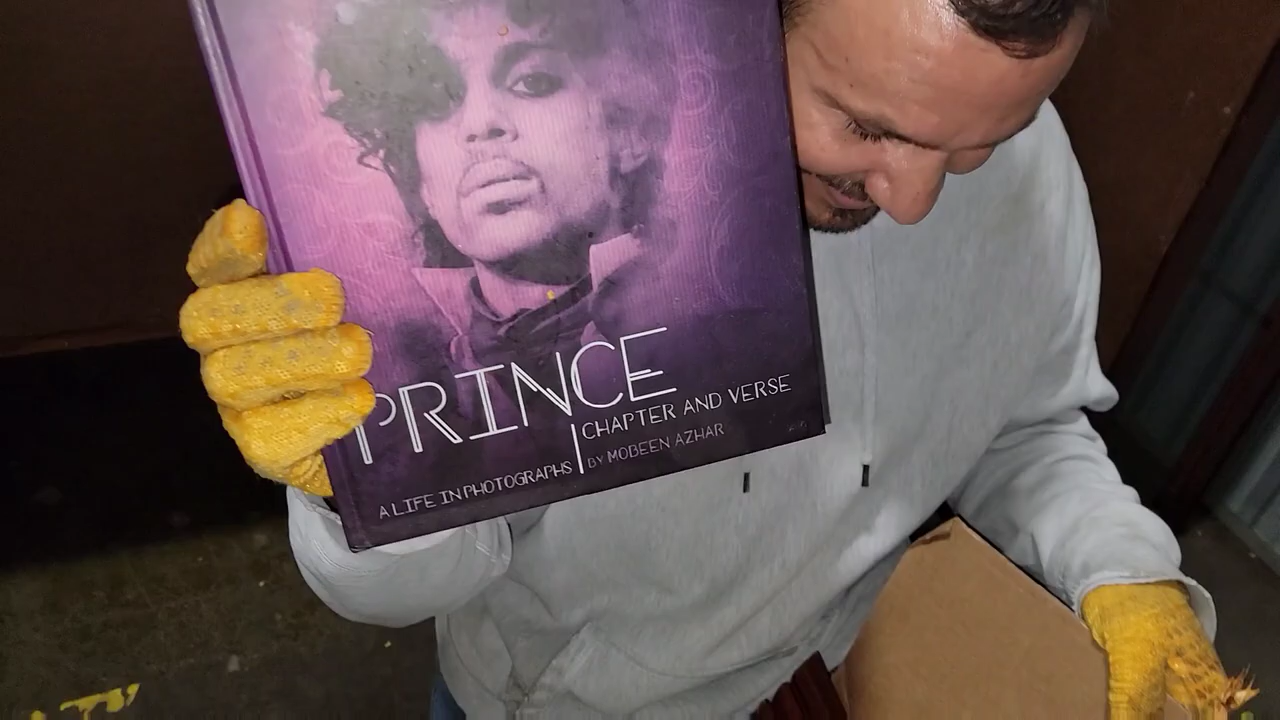 PRINCE
CHAPTER AND VERSE
A LIFE IN PHOTOGRAPHS
BY MOBEEN AZHAR